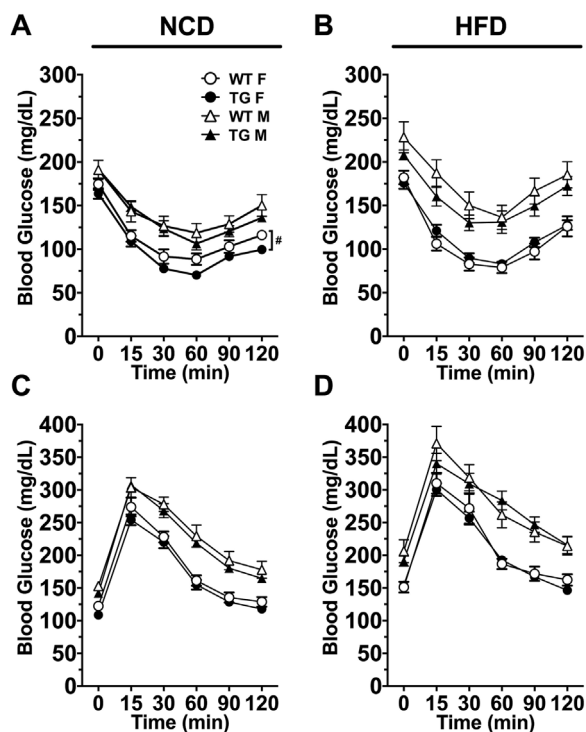 A
NCD
B
HFD
WT F
TG F
WT M
TG M
Blood Glucose (mg/dL)
300
250
200
150
100
50
0
#
0 15 30 60 90 120
Time (min)
Blood Glucose (mg/dL)
300
250
200
150
100
50
0
0 15 30 60 90 120
Time (min)
C
D
Blood Glucose (mg/dL)
400
350
300
250
200
150
100
50
0
0 15 30 60 90 120
Time (min)
Blood Glucose (mg/dL)
400
350
300
250
200
150
100
50
0
0 15 30 60 90 120
Time (min)